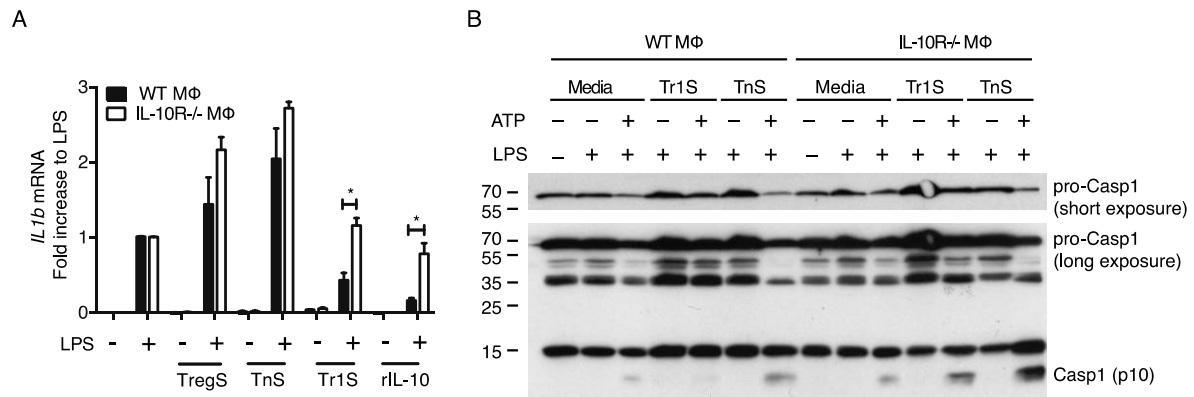 A
IL1b mRNA
Fold increase to LPS
3
2
1
0
WT MΦ
IL-10R-/- MΦ
*
*
LPS - + - + - + - + - +
TregS TnS Tr1S rIL-10
B
WT MΦ IL-10R-/- MΦ
Media Tr1S TnS Media Tr1S TnS
ATP – – + – + – + – – + – + – +
LPS – + + + + + + – + + + + + +
70
55
pro-Casp1
(short exposure)
70
55
35
25
15
pro-Casp1
(long exposure)
Casp1 (p10)